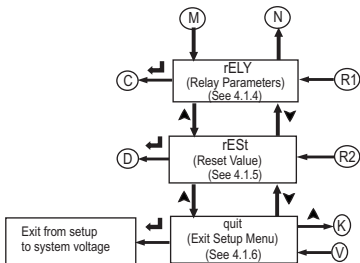 M
N
rELY
(Relay Parameters)
(See 4.1.4)
C
R1
rESt
(Reset Value)
(See 4.1.5)
D
R2
quit
(Exit Setup Menu)
(See 4.1.6)
K
V
Exit from setup
to system voltage